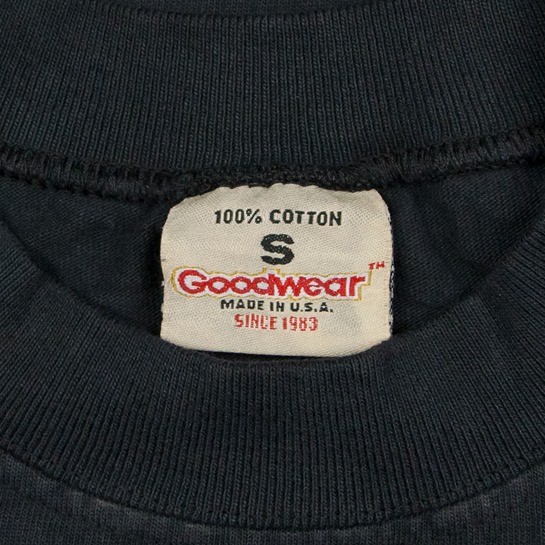 100% COTTON
S
Goodwear™
MADE IN U.S.A.
SINCE 1983